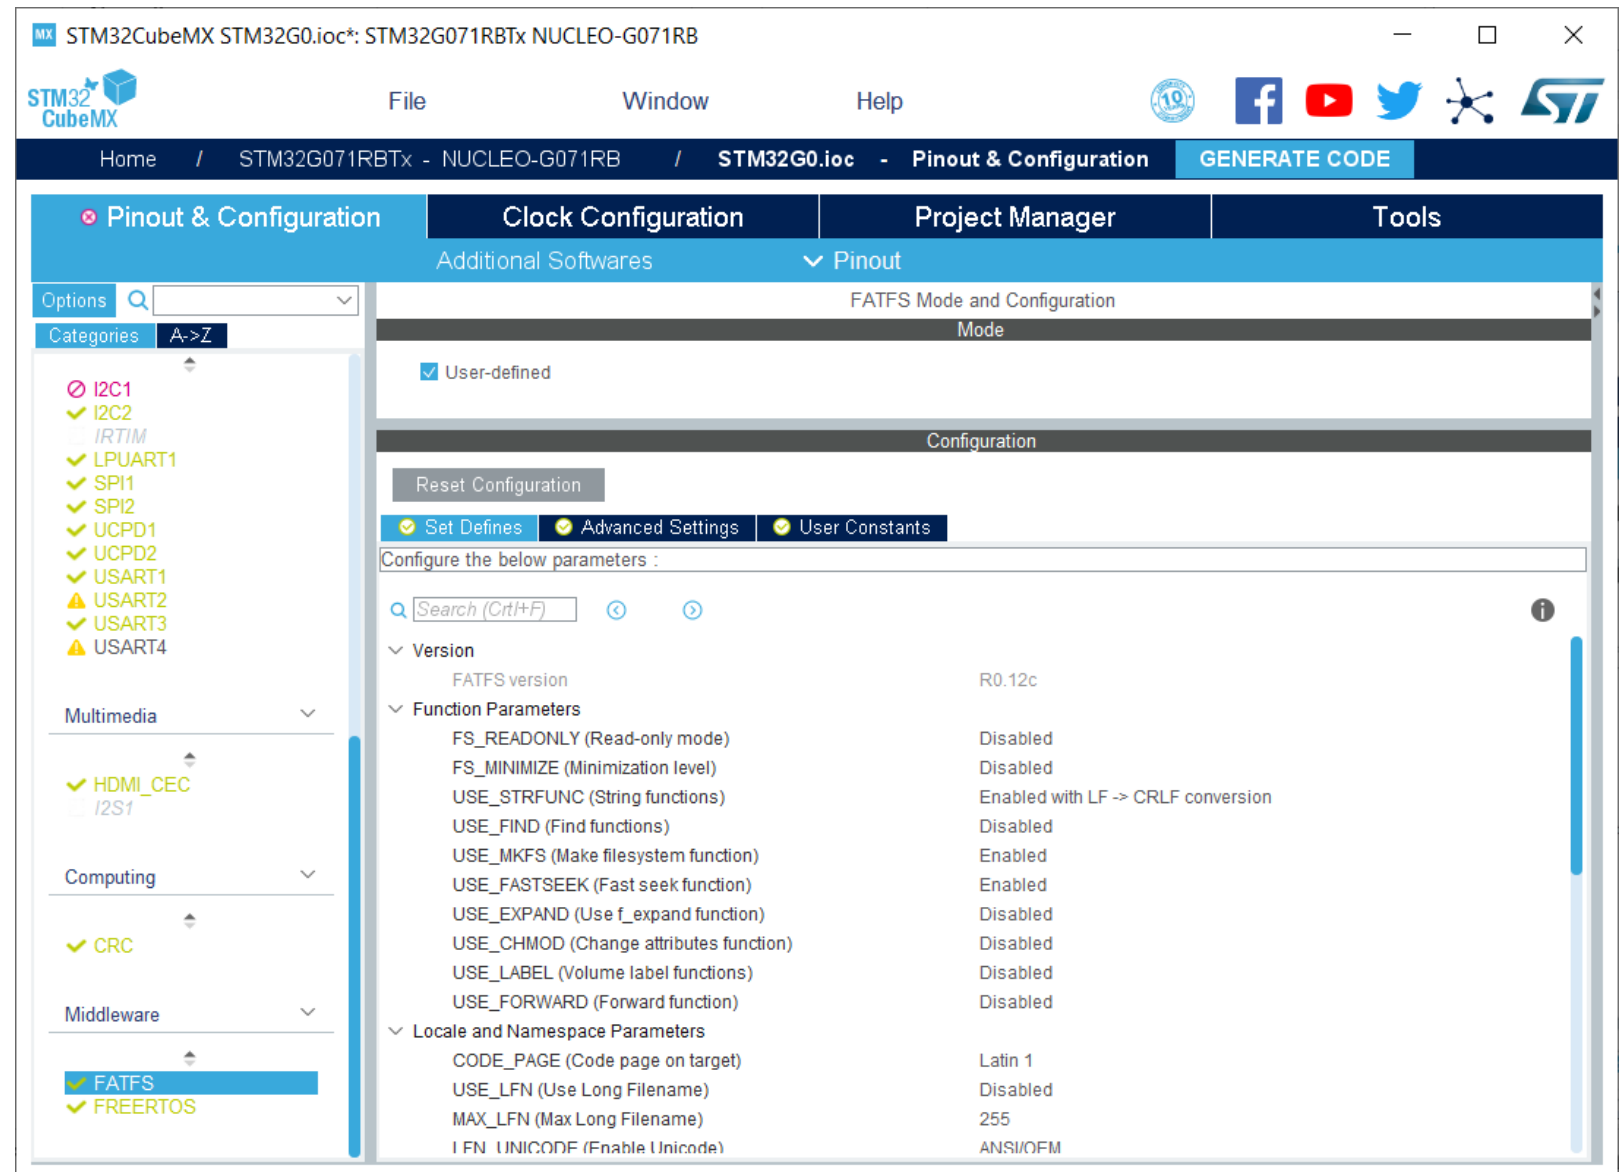 MX STM32CubeMX STM32G0.ioc*: STM32G071RBTx NUCLEO-G071RB
STM32 CubeMX
File Window Help
10
f
ST
Home / STM32G071RBTx - NUCLEO-G071RB / STM32G0.ioc - Pinout & Configuration GENERATE CODE
Pinout & Configuration Clock Configuration Project Manager Tools
Additional Softwares Pinout
Options
Categories A->Z
I2C1
I2C2
IRTIM
LPUART1
SPI1
SPI2
UCPD1
UCPD2
USART1
USART2
USART3
USART4
Multimedia
HDMI_CEC
I2S1
Computing
CRC
Middleware
FATFS
FREERTOS
FATFS Mode and Configuration
Mode
User-defined
Configuration
Reset Configuration
Set Defines Advanced Settings User Constants
Configure the below parameters :
Search (Crtl+F)
Version
FATFS version R0.12c
Function Parameters
FS_READONLY (Read-only mode) Disabled
FS_MINIMIZE (Minimization level) Disabled
USE_STRFUNC (String functions) Enabled with LF -> CRLF conversion
USE_FIND (Find functions) Disabled
USE_MKFS (Make filesystem function) Enabled
USE_FASTSEEK (Fast seek function) Enabled
USE_EXPAND (Use f_expand function) Disabled
USE_CHMOD (Change attributes function) Disabled
USE_LABEL (Volume label functions) Disabled
USE_FORWARD (Forward function) Disabled
Locale and Namespace Parameters
CODE_PAGE (Code page on target) Latin 1
USE_LFN (Use Long Filename) Disabled
MAX_LFN (Max Long Filename) 255
LFN_UNICODE (Enable Unicode) ANSI/OEM